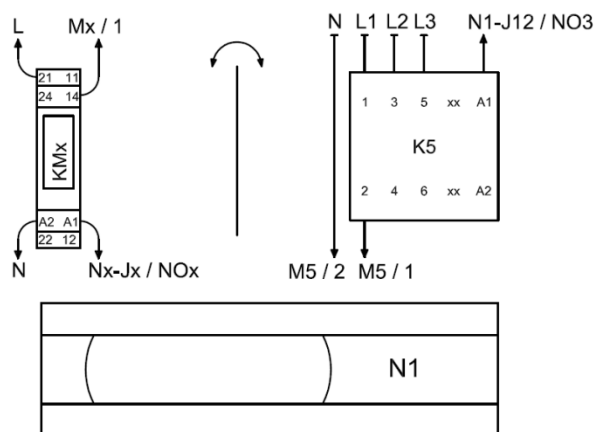 L Mx / 1
21 11
24 14
KMx
A2 A1
22 12
N Nx-Jx / NOx
N L1 L2 L3 N1-J12 / NO3
1 3 5 xx A1
K5
2 4 6 xx A2
M5 / 2 M5 / 1
N1